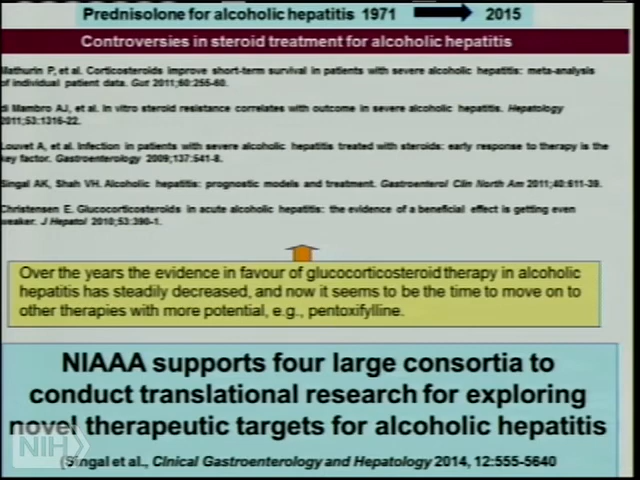 Prednisolone for alcoholic hepatitis 1971 2015
Controversies in steroid treatment for alcoholic hepatitis
Mathurin P, et al. Corticosteroids improve short-term survival in patients with severe alcoholic hepatitis: meta-analysis
of individual patient data. Gut 2011;60:255-60.
di Mambro AJ, et al. In vitro steroid resistance correlates with outcome in severe alcoholic hepatitis. Hepatology
2011;53:1316-22.
Louvet A, et al. Infection in patients with severe alcoholic hepatitis treated with steroids: early response to therapy is the
key factor. Gastroenterology 2009;137:541-8.
Singal AK, Shah VH. Alcoholic hepatitis: prognostic models and treatment. Gastroenterol Clin North Am 2011;40:611-39.
Christensen E. Glucocorticosteroids in acute alcoholic hepatitis: the evidence of a beneficial effect is getting even
weaker. J Hepatol 2010;53:390-1.
Over the years the evidence in favour of glucocorticosteroid therapy in alcoholic
hepatitis has steadily decreased, and now it seems to be the time to move on to
other therapies with more potential, e.g., pentoxifylline.
NIAAA supports four large consortia to
conduct translational research for exploring
novel therapeutic targets for alcoholic hepatitis
NIH
(Singal et al., Clnical Gastroenterology and Hepatology 2014, 12:555-5640